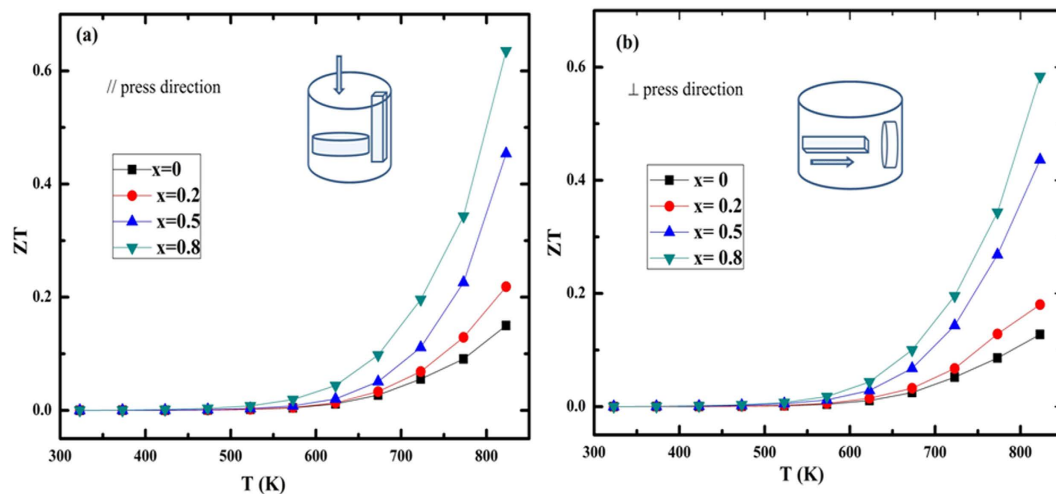 (a)
// press direction
x=0
x=0.2
x=0.5
x=0.8
ZT
0.6
0.4
0.2
0.0
300 400 500 600 700 800
T (K)
(b)
⊥ press direction
x= 0
x= 0.2
x= 0.5
x= 0.8
ZT
0.6
0.4
0.2
0.0
300 400 500 600 700 800
T (K)